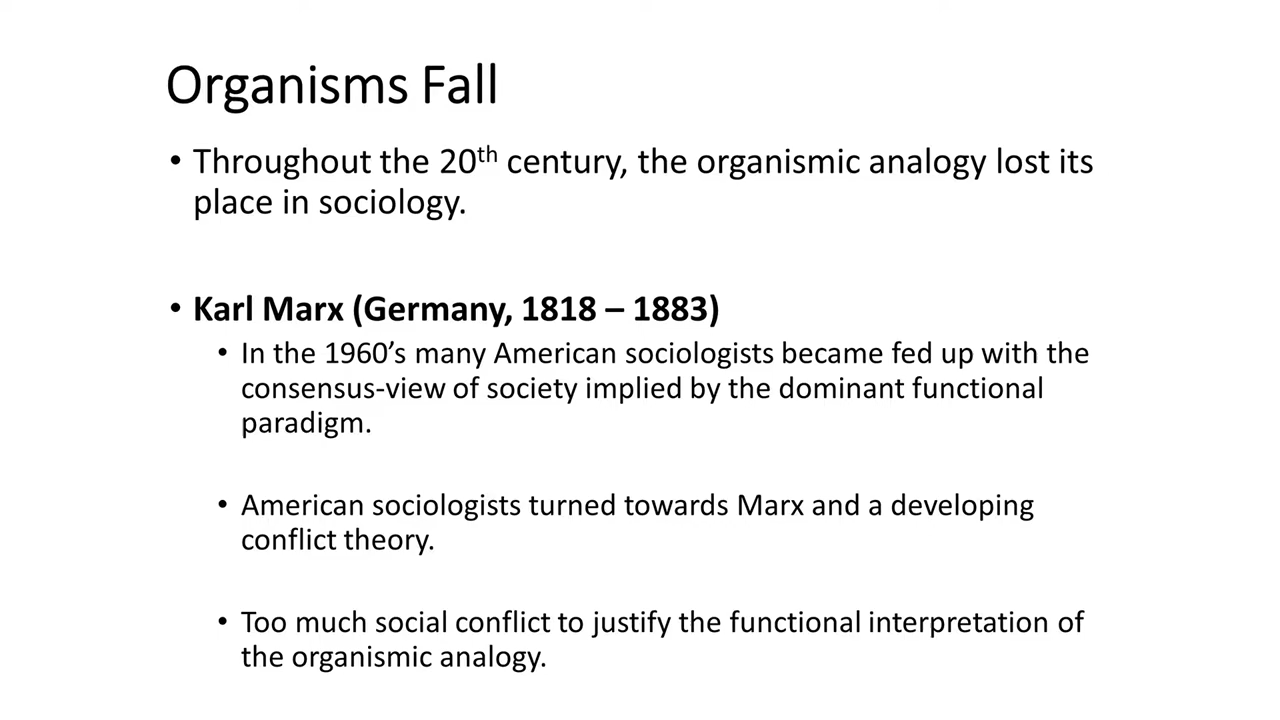 Organisms Fall
• Throughout the 20th century, the organismic analogy lost its
place in sociology.
• Karl Marx (Germany, 1818 – 1883)
• In the 1960’s many American sociologists became fed up with the
consensus-view of society implied by the dominant functional
paradigm.
• American sociologists turned towards Marx and a developing
conflict theory.
• Too much social conflict to justify the functional interpretation of
the organismic analogy.